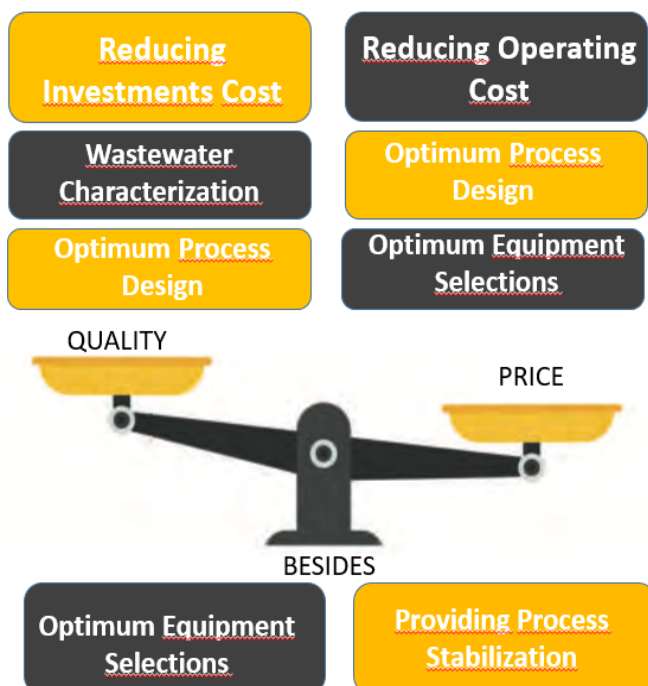 Reducing
Investments Cost
Reducing Operating
Cost
Wastewater
Characterization
Optimum Process
Design
Optimum Process
Design
Optimum Equipment
Selections
QUALITY
PRICE
BESIDES
Optimum Equipment
Selections
Providing Process
Stabilization